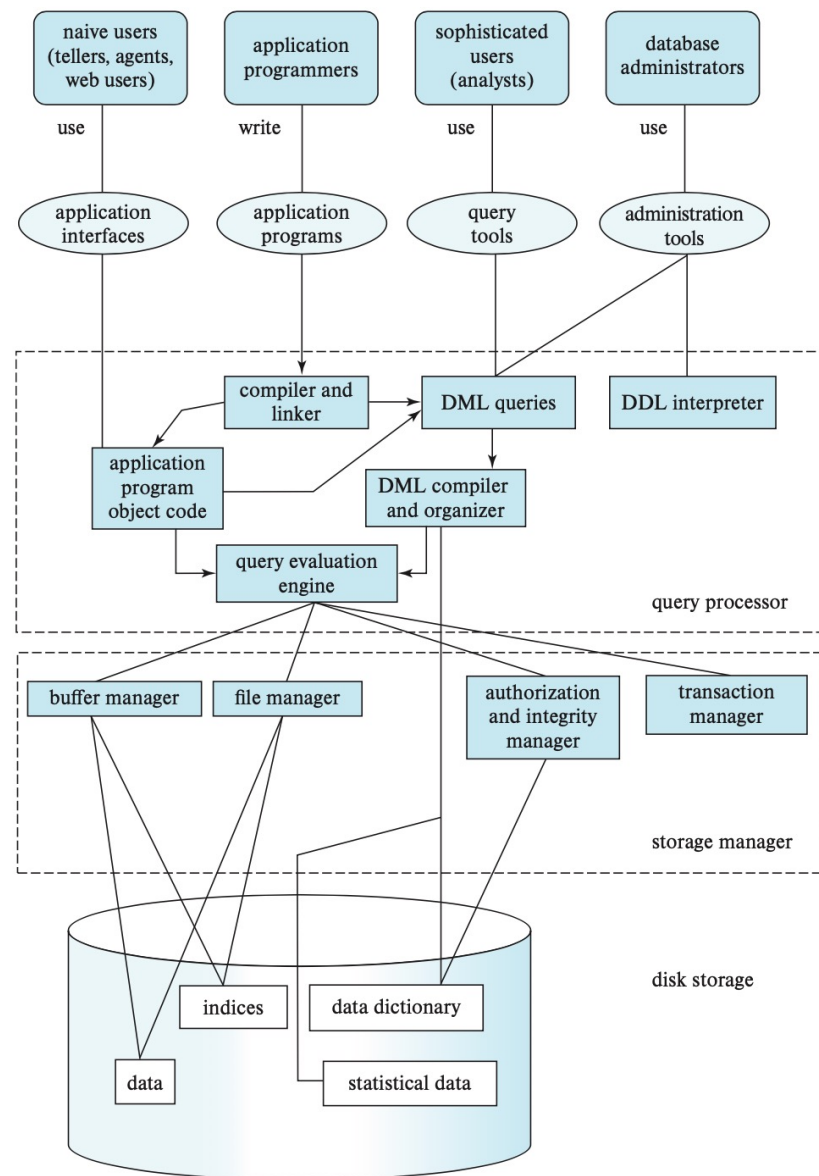 naive users
(tellers, agents,
web users)
application
programmers
sophisticated
users
(analysts)
database
administrators
use
write
use
use
application
interfaces
application
programs
query
tools
administration
tools
compiler and
linker
DML queries
DDL interpreter
application
program
object code
DML compiler
and organizer
query evaluation
engine
query processor
buffer manager
file manager
authorization
and integrity
manager
transaction
manager
storage manager
disk storage
indices
data dictionary
data
statistical data